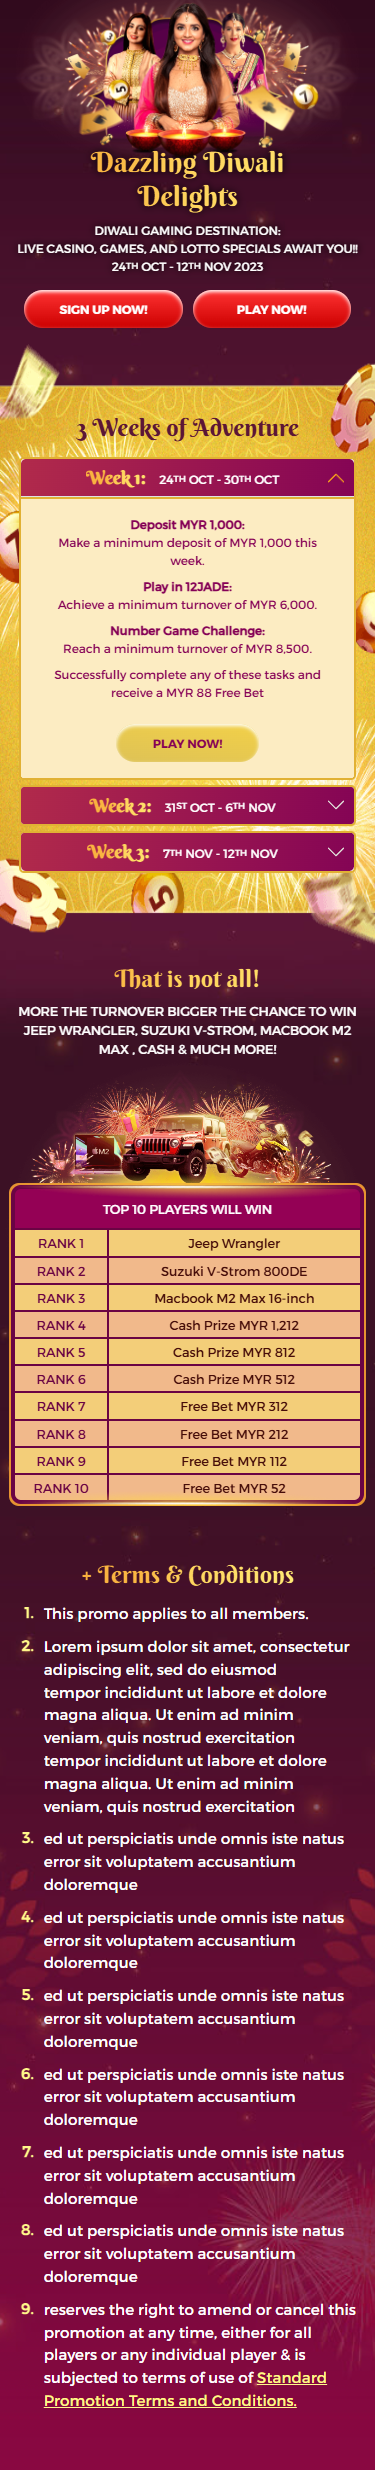 Dazzling Diwali
Delights
DIWALI GAMING DESTINATION:
LIVE CASINO, GAMES, AND LOTTO SPECIALS AWAIT YOU!!
24TH OCT - 12TH NOV 2023
SIGN UP NOW!
PLAY NOW!
3 Weeks of Adventure
Week 1: 24TH OCT - 30TH OCT
Deposit MYR 1,000:
Make a minimum deposit of MYR 1,000 this
week.
Play in 12JADE:
Achieve a minimum turnover of MYR 6,000.
Number Game Challenge:
Reach a minimum turnover of MYR 8,500.
Successfully complete any of these tasks and
receive a MYR 88 Free Bet
PLAY NOW!
Week 2: 31ST OCT - 6TH NOV
Week 3: 7TH NOV - 12TH NOV
That is not all!
MORE THE TURNOVER BIGGER THE CHANCE TO WIN
JEEP WRANGLER, SUZUKI V-STROM, MACBOOK M2
MAX , CASH & MUCH MORE!
M2
TOP 10 PLAYERS WILL WIN
RANK 1 Jeep Wrangler
RANK 2 Suzuki V-Strom 800DE
RANK 3 Macbook M2 Max 16-inch
RANK 4 Cash Prize MYR 1,212
RANK 5 Cash Prize MYR 812
RANK 6 Cash Prize MYR 512
RANK 7 Free Bet MYR 312
RANK 8 Free Bet MYR 212
RANK 9 Free Bet MYR 112
RANK 10 Free Bet MYR 52
+ Terms & Conditions
1. This promo applies to all members.
2. Lorem ipsum dolor sit amet, consectetur
adipiscing elit, sed do eiusmod
tempor incididunt ut labore et dolore
magna aliqua. Ut enim ad minim
veniam, quis nostrud exercitation
tempor incididunt ut labore et dolore
magna aliqua. Ut enim ad minim
veniam, quis nostrud exercitation
3. ed ut perspiciatis unde omnis iste natus
error sit voluptatem accusantium
doloremque
4. ed ut perspiciatis unde omnis iste natus
error sit voluptatem accusantium
doloremque
5. ed ut perspiciatis unde omnis iste natus
error sit voluptatem accusantium
doloremque
6. ed ut perspiciatis unde omnis iste natus
error sit voluptatem accusantium
doloremque
7. ed ut perspiciatis unde omnis iste natus
error sit voluptatem accusantium
doloremque
8. ed ut perspiciatis unde omnis iste natus
error sit voluptatem accusantium
doloremque
9. reserves the right to amend or cancel this
promotion at any time, either for all
players or any individual player & is
subjected to terms of use of Standard
Promotion Terms and Conditions.